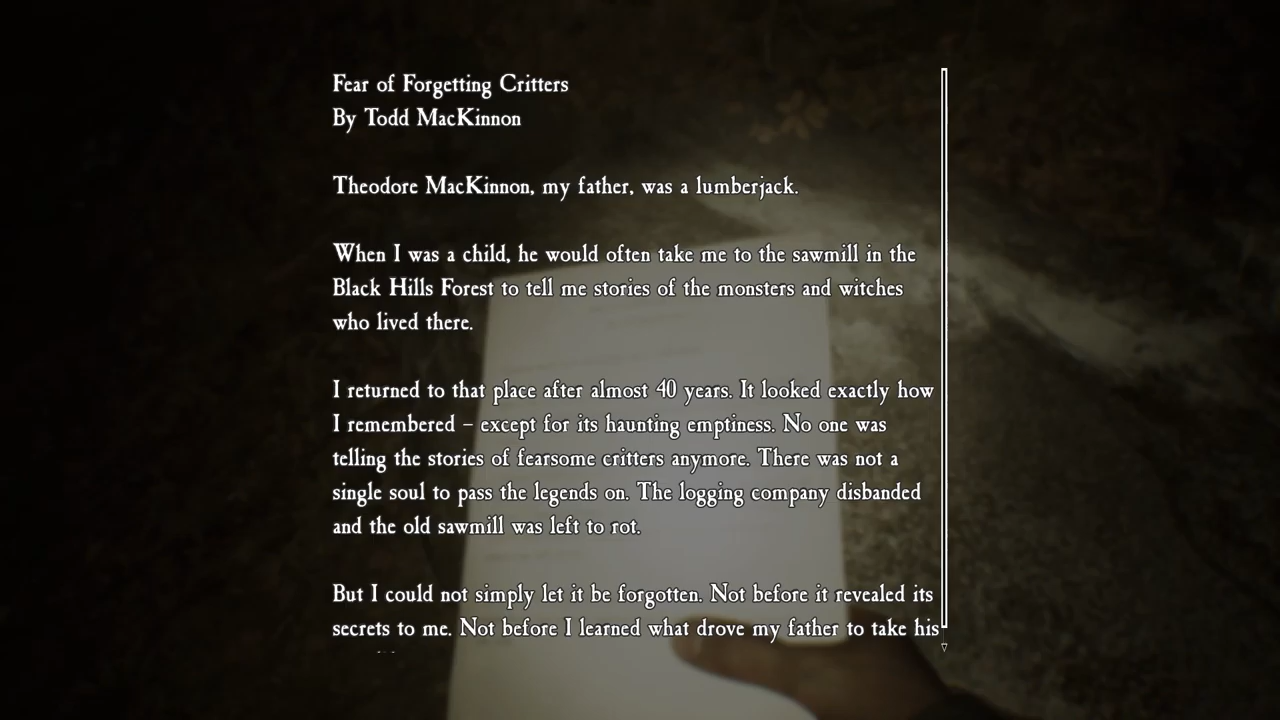 Fear of Forgetting Critters
By Todd MacKinnon
Theodore MacKinnon, my father, was a lumberjack.
When I was a child, he would often take me to the sawmill in the
Black Hills Forest to tell me stories of the monsters and witches
who lived there.
I returned to that place after almost 40 years. It looked exactly how
I remembered – except for its haunting emptiness. No one was
telling the stories of fearsome critters anymore. There was not a
single soul to pass the legends on. The logging company disbanded
and the old sawmill was left to rot.
But I could not simply let it be forgotten. Not before it revealed its
secrets to me. Not before I learned what drove my father to take his